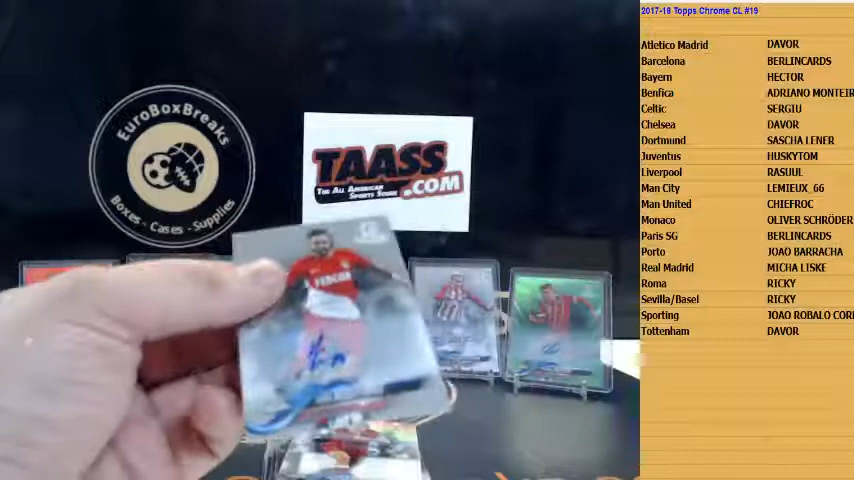 2017-18 Topps Chrome CL #19
Atletico Madrid DAVOR
Barcelona BERLINCARDS
Bayern HECTOR
Benfica ADRIANO MONTEIR
Celtic SERGIU
Chelsea DAVOR
Dortmund SASCHA LENER
Juventus HUSKYTOM
Liverpool RASUUL
Man City LEMIEUX_66
Man United CHIEFROC
Monaco OLIVER SCHRÖDER
Paris SG BERLINCARDS
Porto JOAO BARRACHA
Real Madrid MICHA LISKE
Roma RICKY
Sevilla/Basel RICKY
Sporting JOAO ROBALO COR
Tottenham DAVOR
EuroBoxBreaks
Boxes - Cases - Supplies
TAASS
THE ALL AMERICAN
SPORTS STORE
.COM